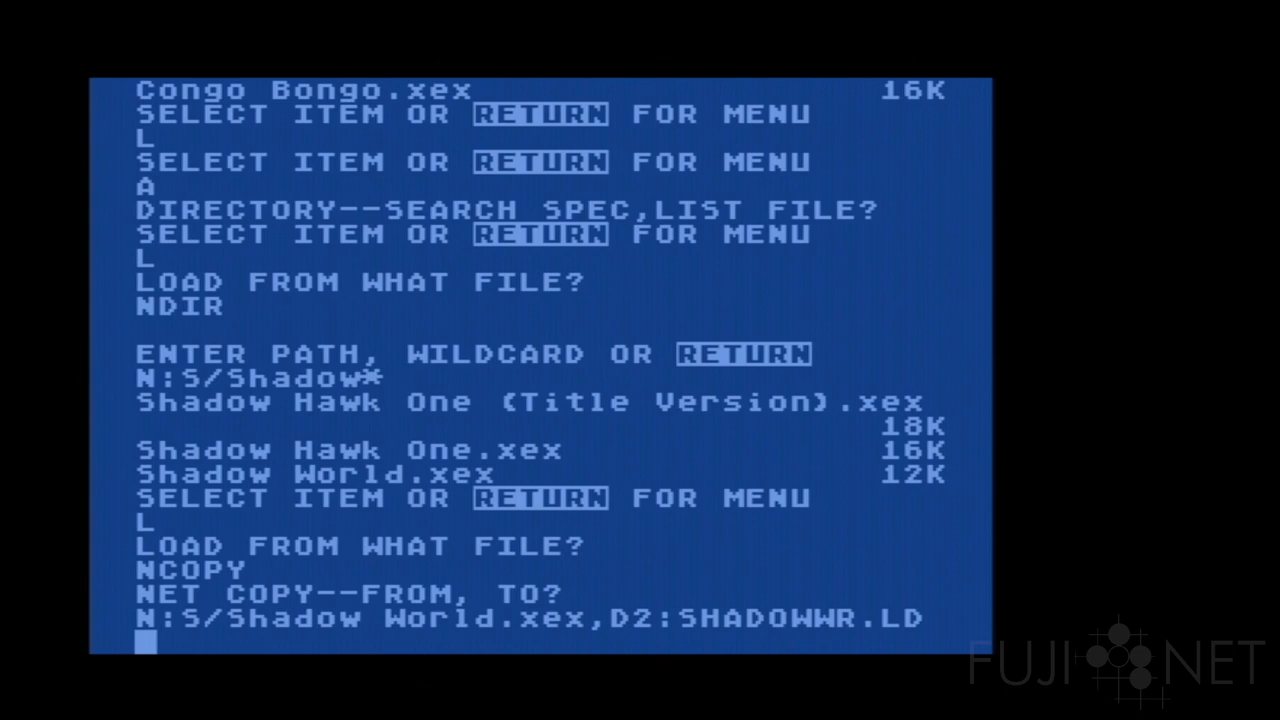 Congo Bongo.xex 16K
SELECT ITEM OR RETURN FOR MENU
L
SELECT ITEM OR RETURN FOR MENU
A
DIRECTORY--SEARCH SPEC,LIST FILE?
SELECT ITEM OR RETURN FOR MENU
L
LOAD FROM WHAT FILE?
NDIR
ENTER PATH, WILDCARD OR RETURN
N:S/Shadow*
Shadow Hawk One (Title Version).xex
18K
Shadow Hawk One.xex 16K
Shadow World.xex 12K
SELECT ITEM OR RETURN FOR MENU
L
LOAD FROM WHAT FILE?
NCOPY
NET COPY--FROM, TO?
N:S/Shadow World.xex,D2:SHADOWWR.LD
FUJI NET